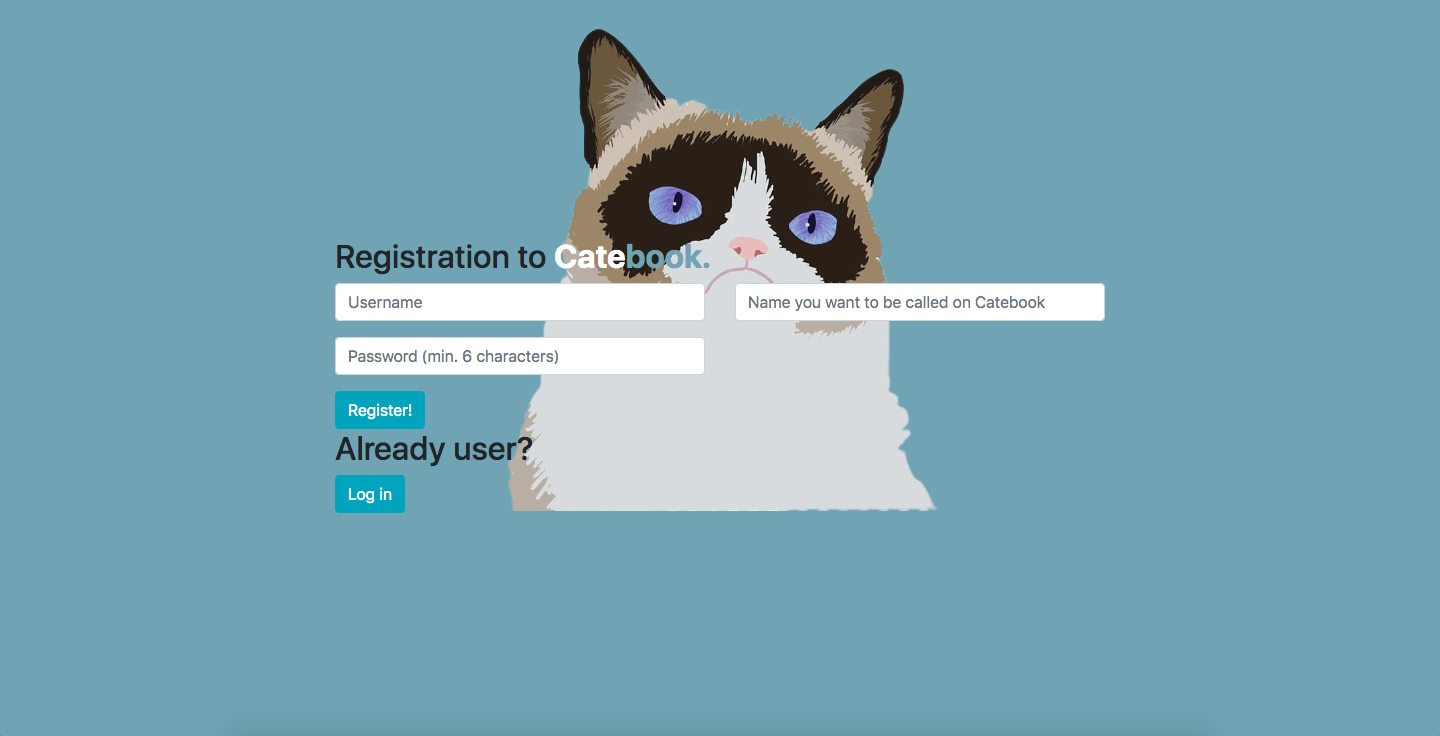 Registration to Catebook.
Username
Name you want to be called on Catebook
Password (min. 6 characters)
Register!
Already user?
Log in